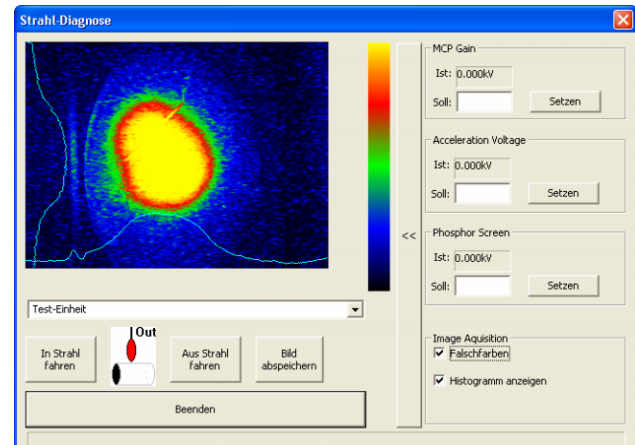 Strahl-Diagnose
MCP Gain
Ist: 0.000kV
Soll:
Setzen
Acceleration Voltage
Ist: 0.000kV
Soll:
Setzen
<<
Phosphor Screen
Ist: 0.000kV
Soll:
Setzen
Test-Einheit
In Strahl
fahren
Out
Aus Strahl
fahren
Bild
abspeichern
Beenden
Image Aquisition
Falschfarben
Histogramm anzeigen